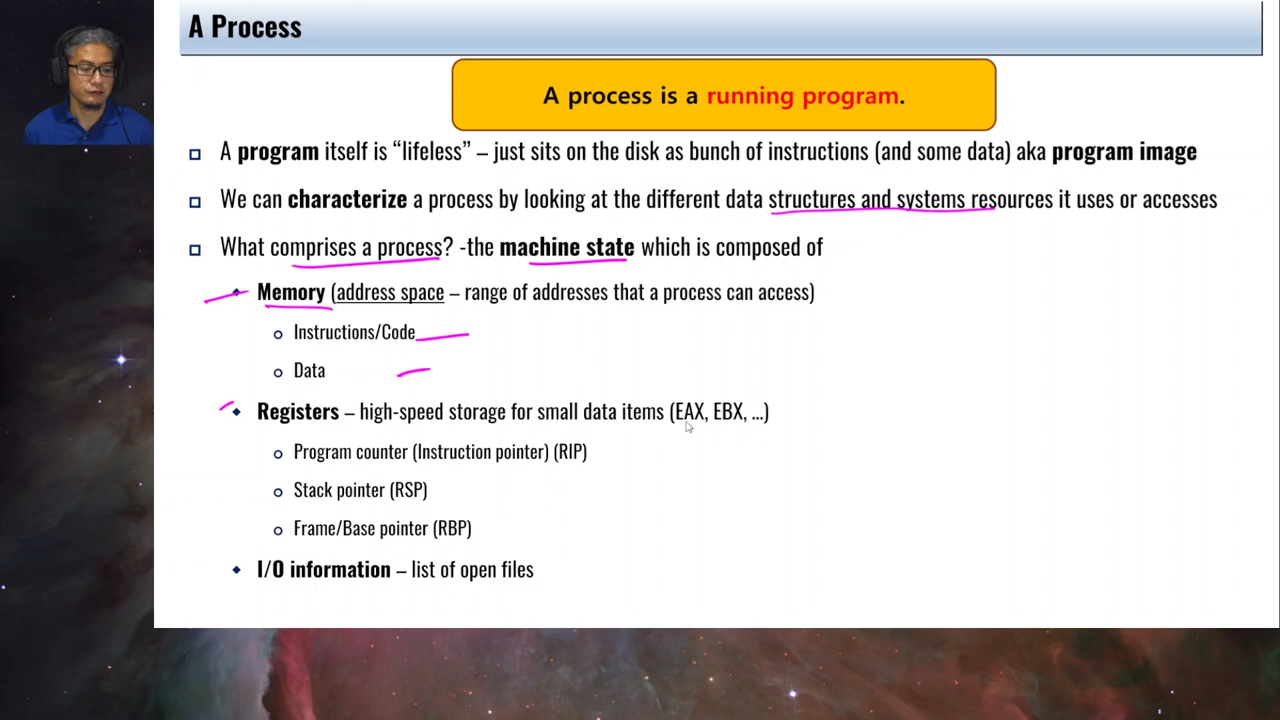 A Process
A process is a running program.
A program itself is “lifeless” – just sits on the disk as bunch of instructions (and some data) aka program image
We can characterize a process by looking at the different data structures and systems resources it uses or accesses
What comprises a process? -the machine state which is composed of
Memory (address space – range of addresses that a process can access)
Instructions/Code
Data
Registers – high-speed storage for small data items (EAX, EBX, ...)
Program counter (Instruction pointer) (RIP)
Stack pointer (RSP)
Frame/Base pointer (RBP)
I/O information – list of open files